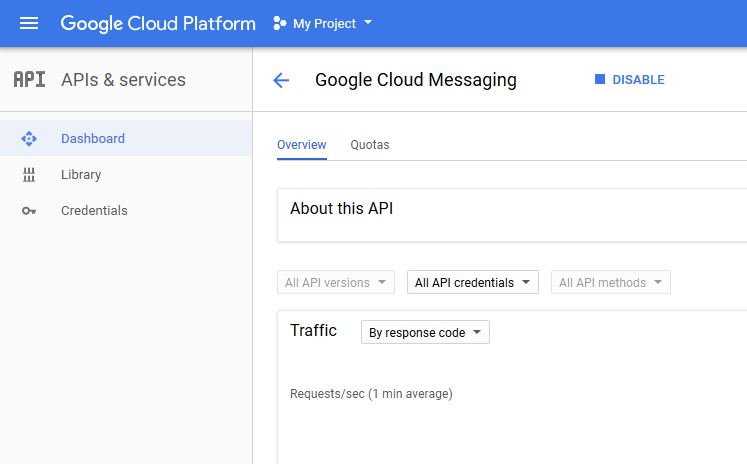 Google Cloud Platform My Project
API APIs & services
Google Cloud Messaging DISABLE
Dashboard
Library
Credentials
Overview Quotas
About this API
All API versions All API credentials All API methods
Traffic By response code
Requests/sec (1 min average)